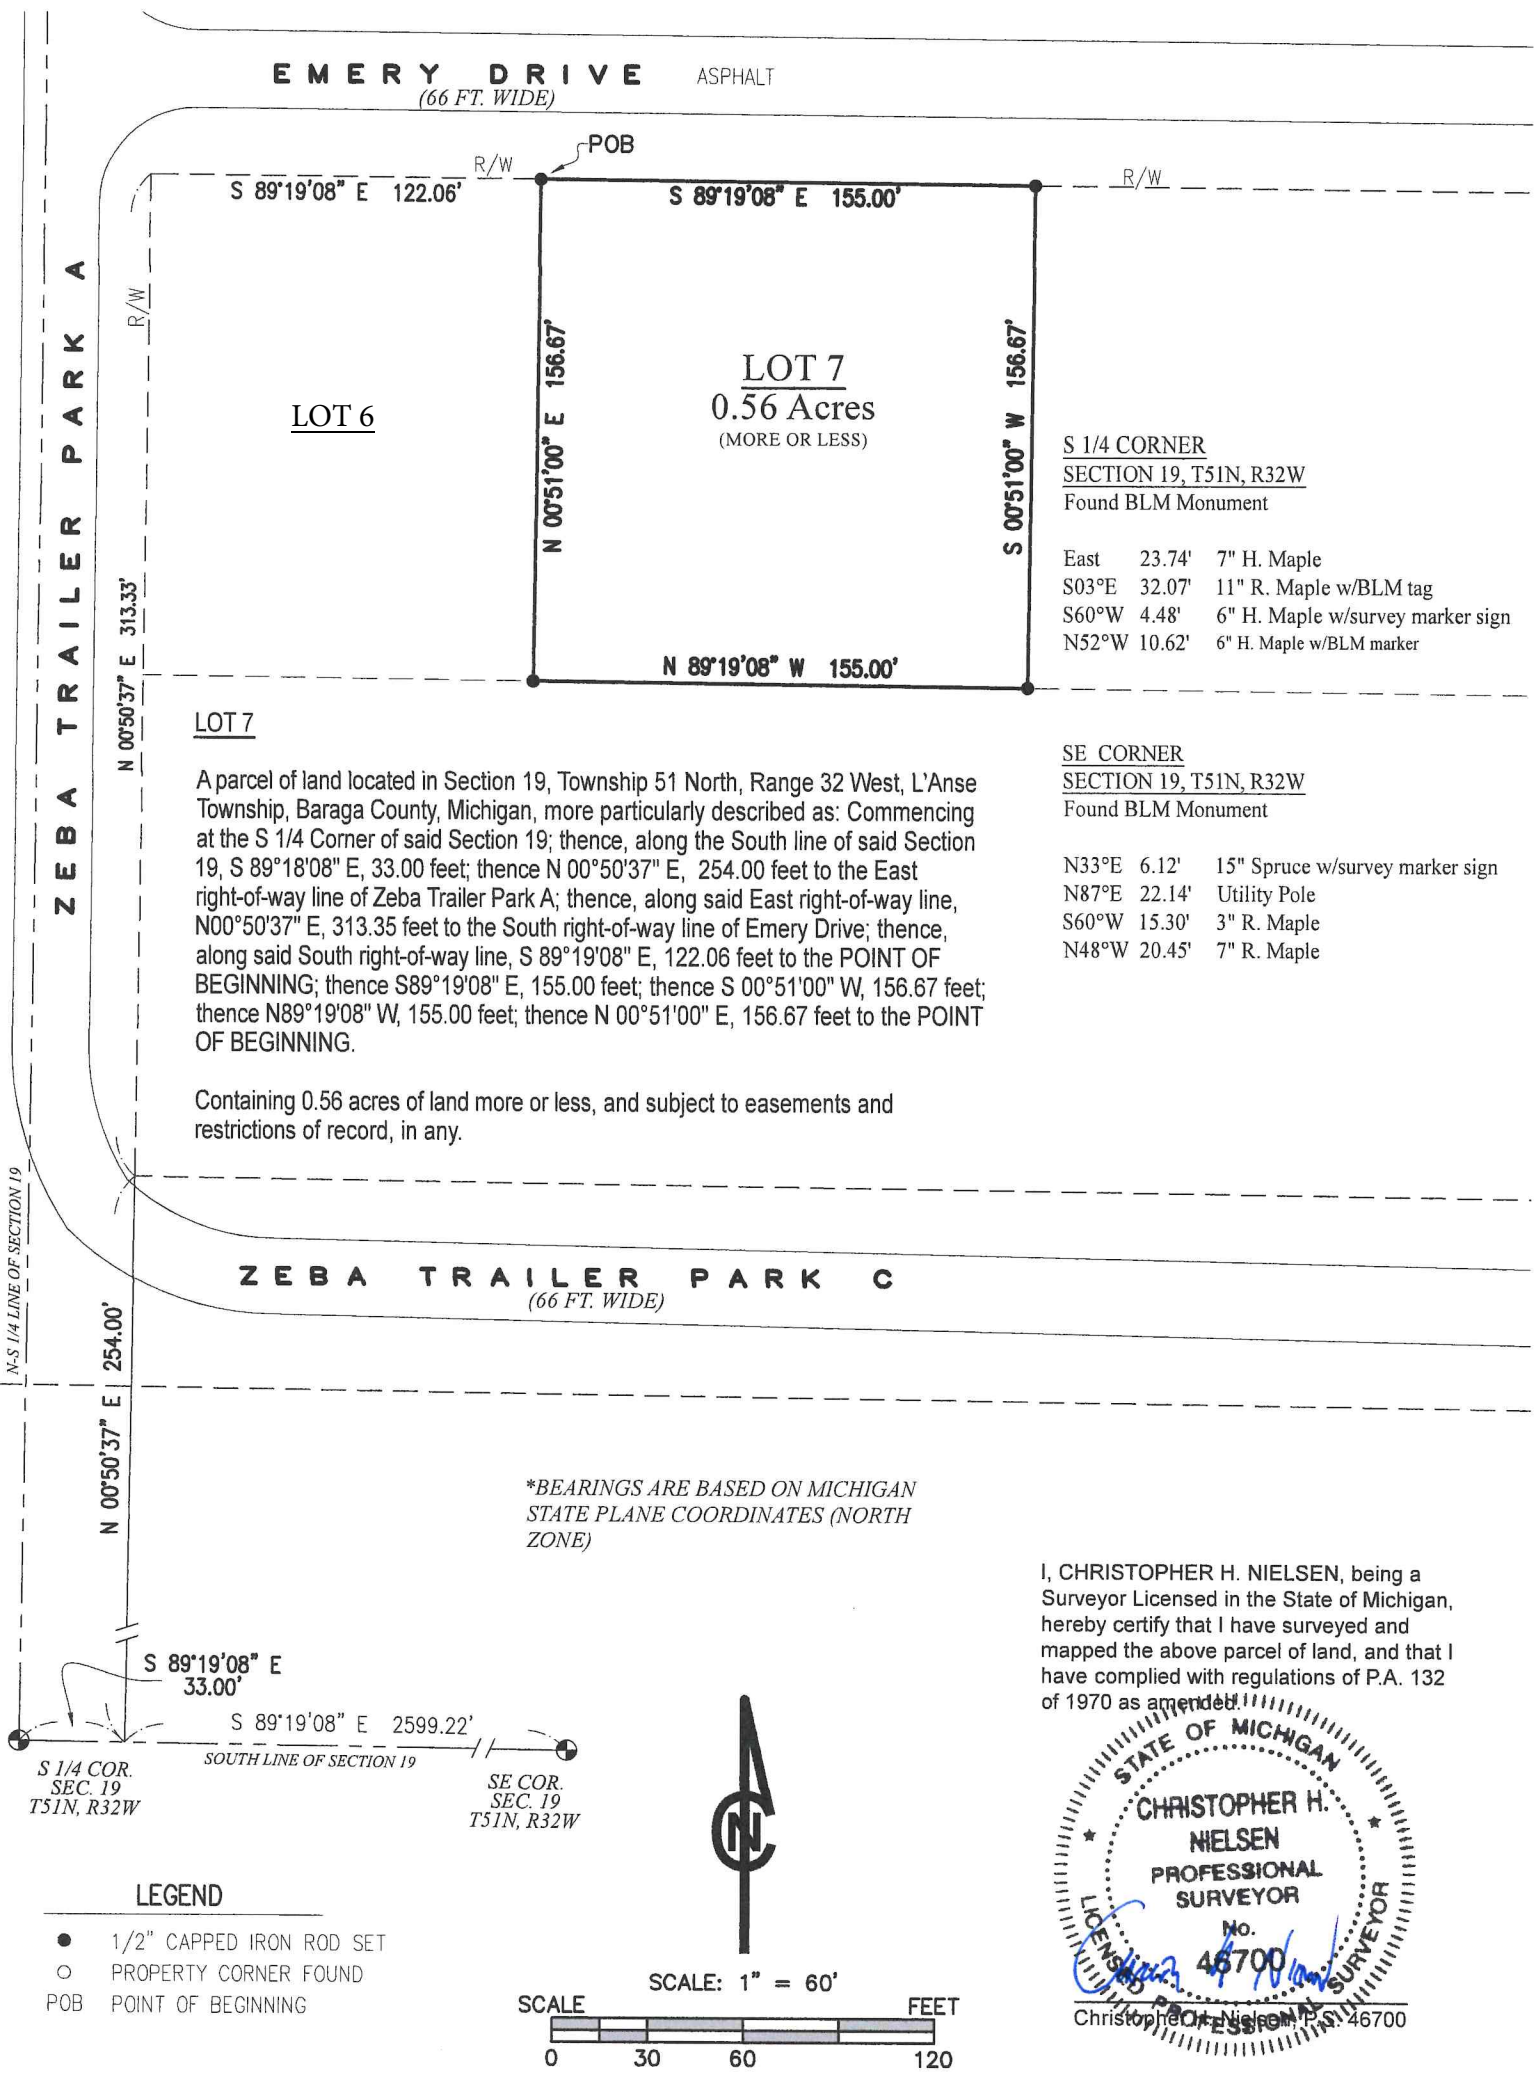 EMERY DRIVE ASPHALT
(66 FT. WIDE)
POB
R/W
R/W
S 89°19'08" E 122.06'
S 89°19'08" E 155.00'
ZEBA TRAILER PARK A
R/W
N 00°51'00" E 156.67'
S 00°51'00" W 156.67'
LOT 7
0.56 Acres
(MORE OR LESS)
LOT 6
N 00°50'37" E 313.33'
N 89°19'08" W 155.00'
S 1/4 CORNER
SECTION 19, T51N, R32W
Found BLM Monument
East 23.74' 7" H. Maple
S03°E 32.07' 11" R. Maple w/BLM tag
S60°W 4.48' 6" H. Maple w/survey marker sign
N52°W 10.62' 6" H. Maple w/BLM marker
SE CORNER
SECTION 19, T51N, R32W
Found BLM Monument
N33°E 6.12' 15" Spruce w/survey marker sign
N87°E 22.14' Utility Pole
S60°W 15.30' 3" R. Maple
N48°W 20.45' 7" R. Maple
LOT 7
A parcel of land located in Section 19, Township 51 North, Range 32 West, L'Anse
Township, Baraga County, Michigan, more particularly described as: Commencing
at the S 1/4 Corner of said Section 19; thence, along the South line of said Section
19, S 89°18'08" E, 33.00 feet; thence N 00°50'37" E, 254.00 feet to the East
right-of-way line of Zeba Trailer Park A; thence, along said East right-of-way line,
N00°50'37" E, 313.35 feet to the South right-of-way line of Emery Drive; thence,
along said South right-of-way line, S 89°19'08" E, 122.06 feet to the POINT OF
BEGINNING; thence S89°19'08" E, 155.00 feet; thence S 00°51'00" W, 156.67 feet;
thence N89°19'08" W, 155.00 feet; thence N 00°51'00" E, 156.67 feet to the POINT
OF BEGINNING.
Containing 0.56 acres of land more or less, and subject to easements and
restrictions of record, in any.
N-S 1/4 LINE OF SECTION 19
ZEBA TRAILER PARK C
(66 FT. WIDE)
N 00°50'37" E 254.00'
*BEARINGS ARE BASED ON MICHIGAN
STATE PLANE COORDINATES (NORTH
ZONE)
I, CHRISTOPHER H. NIELSEN, being a
Surveyor Licensed in the State of Michigan,
hereby certify that I have surveyed and
mapped the above parcel of land, and that I
have complied with regulations of P.A. 132
of 1970 as amended.
S 89°19'08" E
33.00'
S 89°19'08" E 2599.22'
SOUTH LINE OF SECTION 19
S 1/4 COR.
SEC. 19
T51N, R32W
SE COR.
SEC. 19
T51N, R32W
N
STATE OF MICHIGAN
CHRISTOPHER H.
NIELSEN
PROFESSIONAL
SURVEYOR
No.
46700
LICENSED PROFESSIONAL SURVEYOR
Christopher H. Nielsen, P.S. 46700
LEGEND
1/2" CAPPED IRON ROD SET
PROPERTY CORNER FOUND
POB POINT OF BEGINNING
SCALE: 1" = 60'
SCALE FEET
0 30 60 120